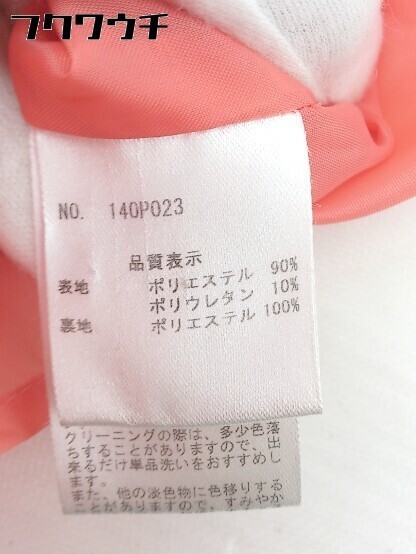 フクワウチ
NO. 140P023
品質表示
表地 ポリエステル 90%
ポリウレタン 10%
裏地 ポリエステル 100%
クリーニングの際は、多少色落
ちすることがありますので、出
来るだけ単品洗いをおすすめし
ます。
また、他の淡色物に色移りする
ことがありますので、すみやか